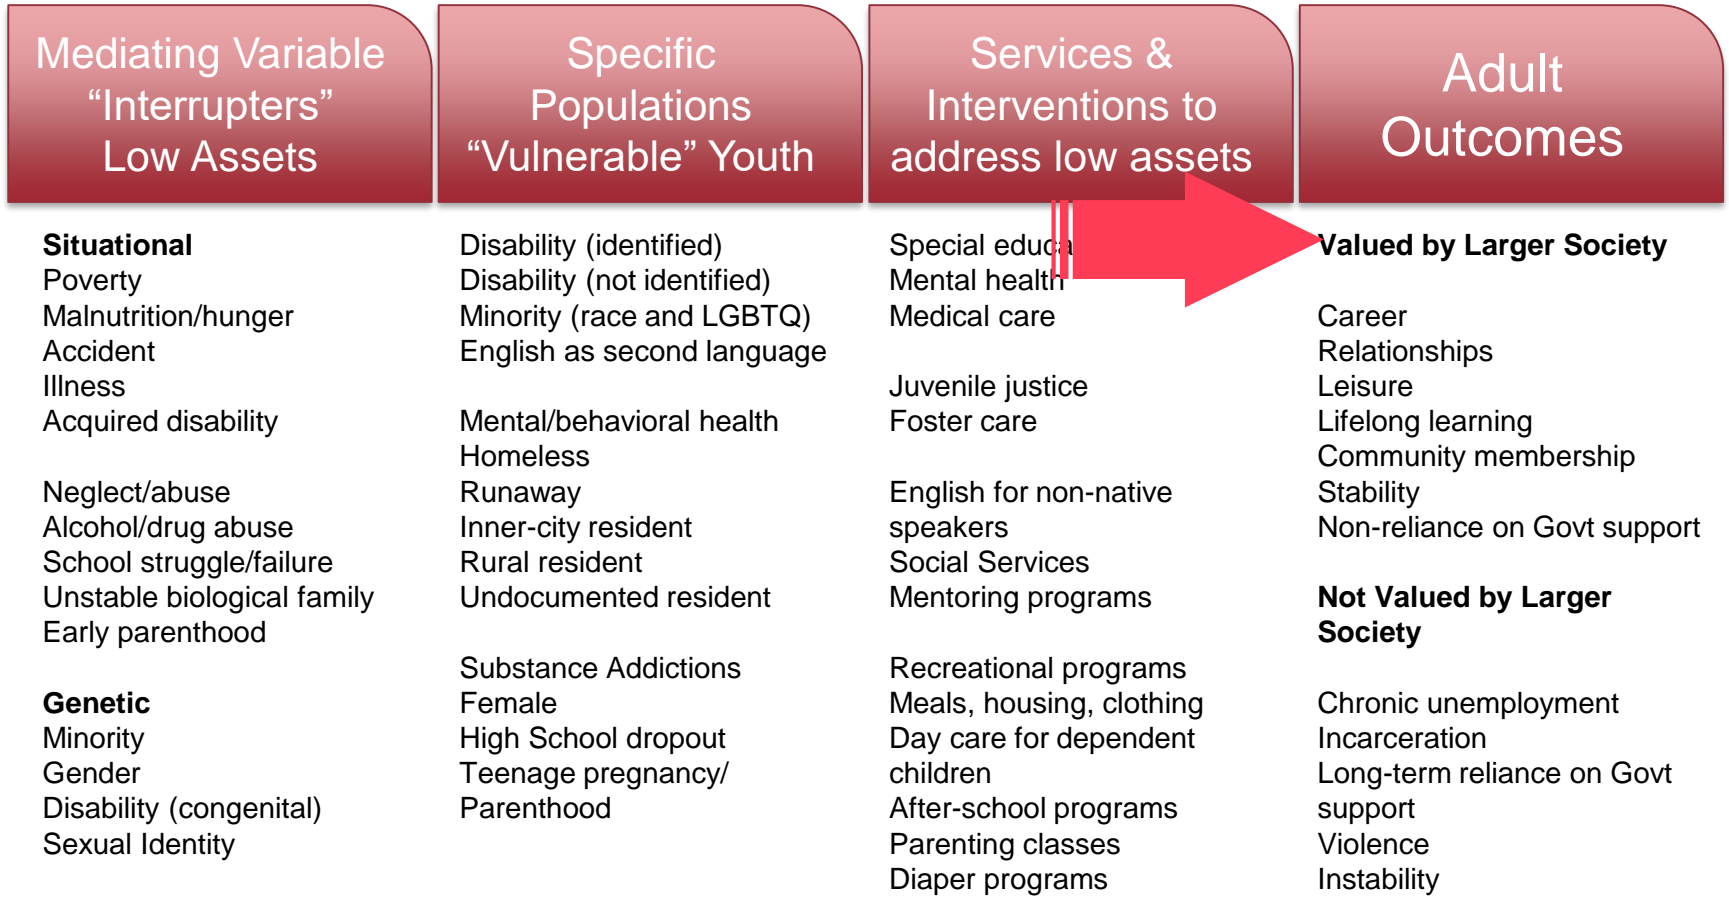 Mediating Variable
“Interrupters”
Low Assets
Situational
Poverty
Malnutrition/hunger
Accident
Illness
Acquired disability
Neglect/abuse
Alcohol/drug abuse
School struggle/failure
Unstable biological family
Early parenthood
Genetic
Minority
Gender
Disability (congenital)
Sexual Identity
Specific
Populations
“Vulnerable” Youth
Disability (identified)
Disability (not identified)
Minority (race and LGBTQ)
English as second language
Mental/behavioral health
Homeless
Runaway
Inner-city resident
Rural resident
Undocumented resident
Substance Addictions
Female
High School dropout
Teenage pregnancy/
Parenthood
Services &
Interventions to
address low assets
Special educa
Mental health
Medical care
Juvenile justice
Foster care
English for non-native
speakers
Social Services
Mentoring programs
Recreational programs
Meals, housing, clothing
Day care for dependent
children
After-school programs
Parenting classes
Diaper programs
Adult
Outcomes
Valued by Larger Society
Career
Relationships
Leisure
Lifelong learning
Community membership
Stability
Non-reliance on Govt support
Not Valued by Larger
Society
Chronic unemployment
Incarceration
Long-term reliance on Govt
support
Violence
Instability